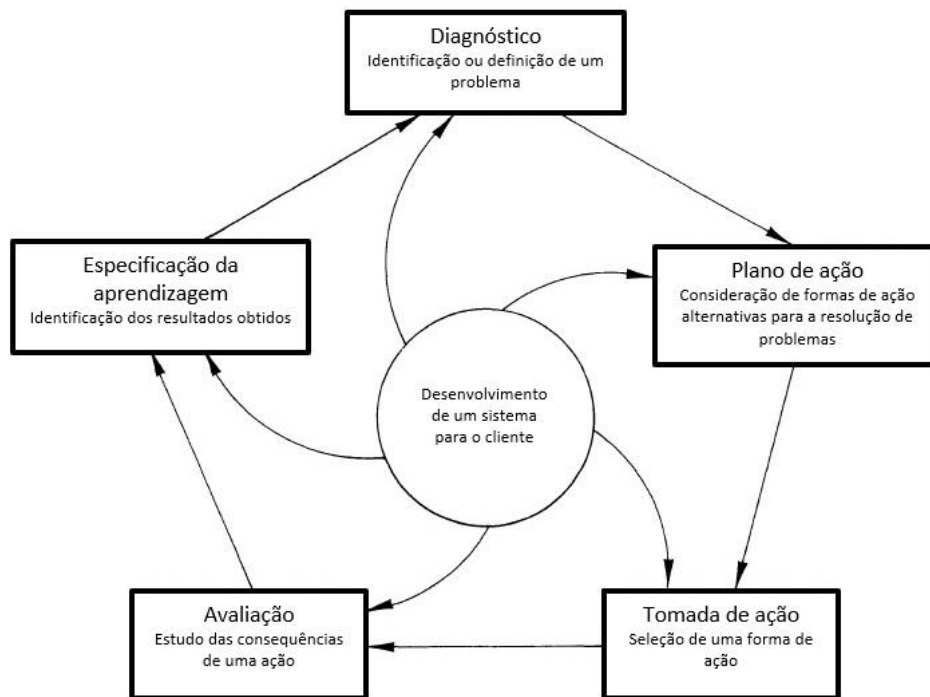 Diagnóstico
Identificação ou definição de um
problema
Especificação da
aprendizagem
Identificação dos resultados obtidos
Plano de ação
Consideração de formas de ação
alternativas para a resolução de
problemas
Desenvolvimento
de um sistema
para o cliente
Avaliação
Estudo das consequências
de uma ação
Tomada de ação
Seleção de uma forma de
ação